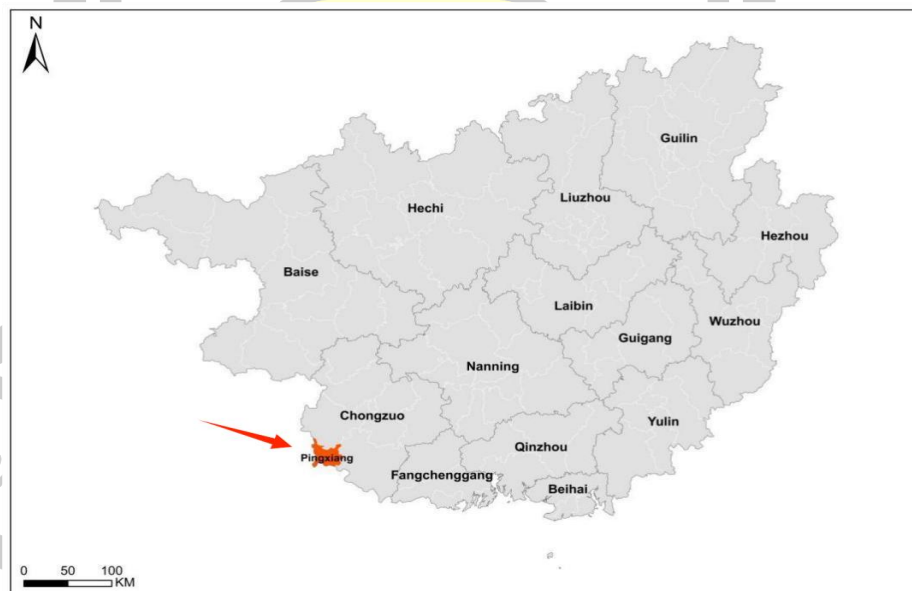 N
Guilin
Liuzhou
Hechi
Hezhou
Baise
Laibin
Wuzhou
Guigang
Nanning
Chongzuo
Yulin
Qinzhou
Pingxiang
Fangchenggang
Beihai
0 50 100
KM